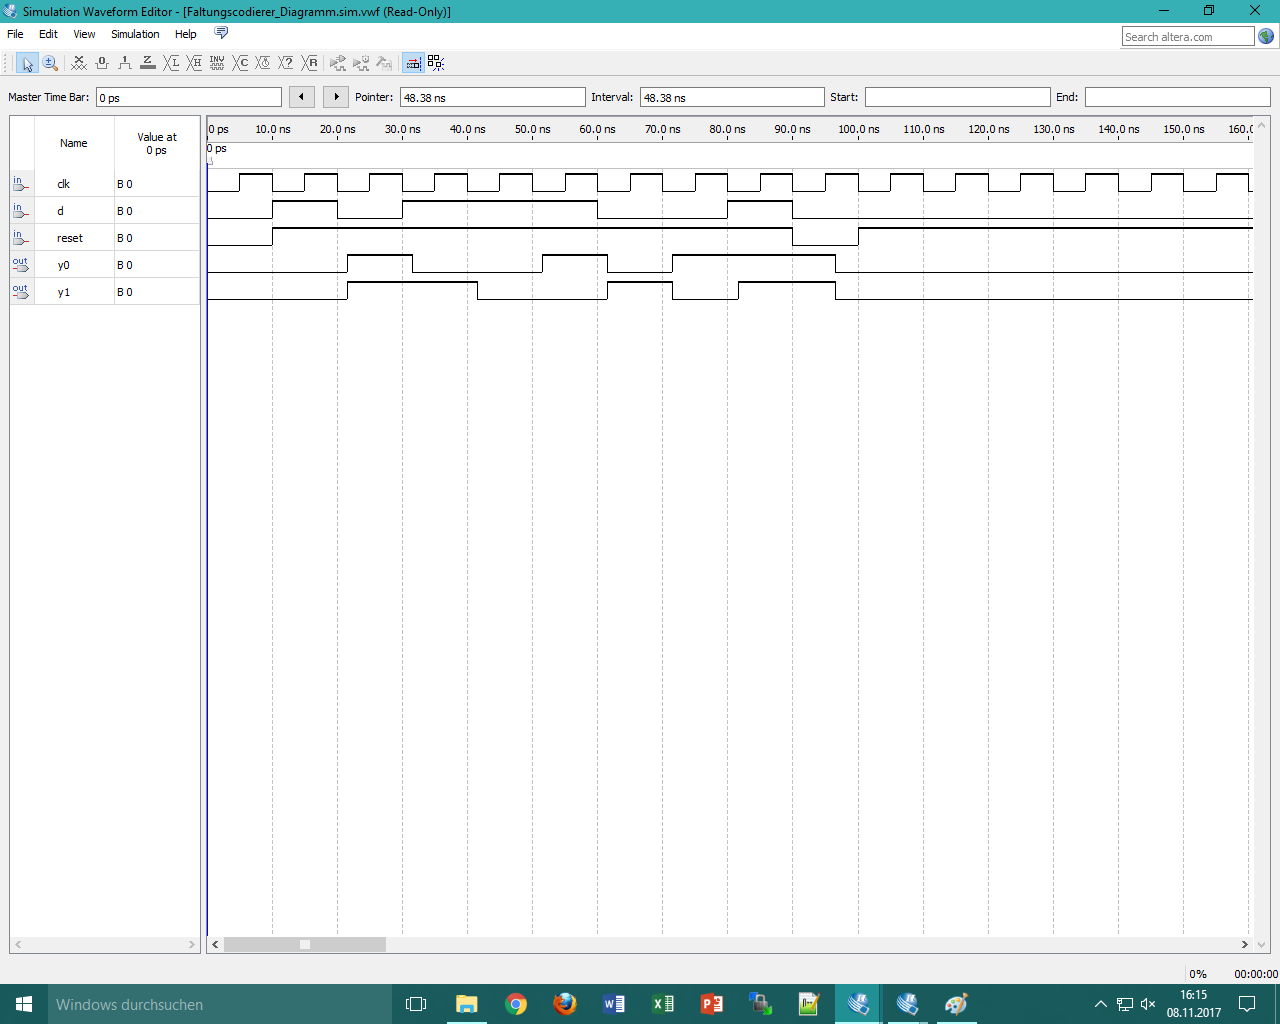 Simulation Waveform Editor - [Faltungscodierer_Diagramm.sim.vwf (Read-Only)]
File Edit View Simulation Help
Search altera.com
Master Time Bar: 0 ps Pointer: 48.38 ns Interval: 48.38 ns Start: End:
Name
Value at
0 ps
0 ps 10.0 ns 20.0 ns 30.0 ns 40.0 ns 50.0 ns 60.0 ns 70.0 ns 80.0 ns 90.0 ns 100.0 ns 110.0 ns 120.0 ns 130.0 ns 140.0 ns 150.0 ns 160.0
0 ps
in clk B 0
in d B 0
in reset B 0
out y0 B 0
out y1 B 0
0% 00:00:00
Windows durchsuchen
16:15
08.11.2017